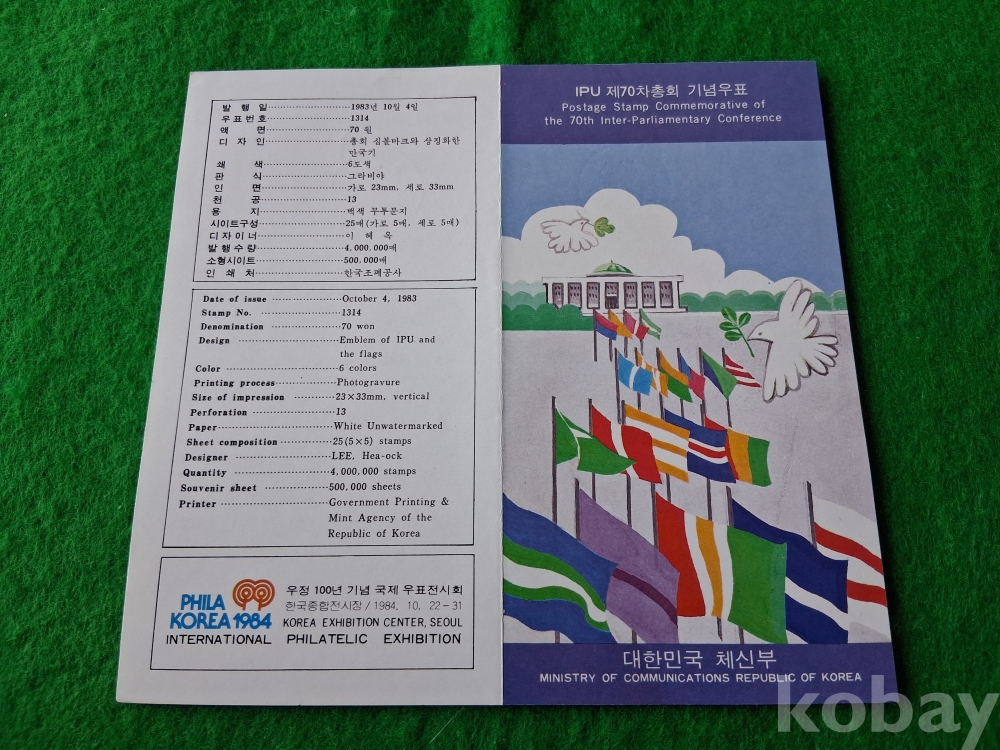 발 행 일 ······ 1983년 10월 4일
우표번호 ······ 1314
액 면 ······ 70 원
디 자 인 ······ 총회 심볼마크와 상징화한
만국기
쇄 색 ······ 6도색
판 식 ······ 그라비아
인 면 ······ 가로 23mm, 세로 33mm
천 공 ······ 13
용 지 ······ 백색 무투문지
시이트구성 ······ 25매(가로 5매, 세로 5매)
디자이너 ······ 이 혜 옥
발행수량 ······ 4,000,000매
소형시이트 ······ 500,000매
인 쇄 처 ······ 한국조폐공사
Date of issue ······ October 4, 1983
Stamp No. ······ 1314
Denomination ······ 70 won
Design ······ Emblem of IPU and
the flags
Color ······ 6 colors
Printing process ······ Photogravure
Size of impression ······ 23×33mm, vertical
Perforation ······ 13
Paper ······ White Unwatermarked
Sheet composition ······ 25(5×5) stamps
Designer ······ LEE, Hea-ock
Quantity ······ 4,000,000 stamps
Souvenir sheet ······ 500,000 sheets
Printer ······ Government Printing &
Mint Agency of the
Republic of Korea
PHILA
KOREA 1984
우정 100년 기념 국제 우표전시회
한국종합전시장 / 1984. 10. 22-31
KOREA EXHIBITION CENTER, SEOUL
INTERNATIONAL PHILATELIC EXHIBITION
IPU 제70차총회 기념우표
Postage Stamp Commemorative of
the 70th Inter-Parliamentary Conference
대한민국 체신부
MINISTRY OF COMMUNICATIONS REPUBLIC OF KOREA
kobay